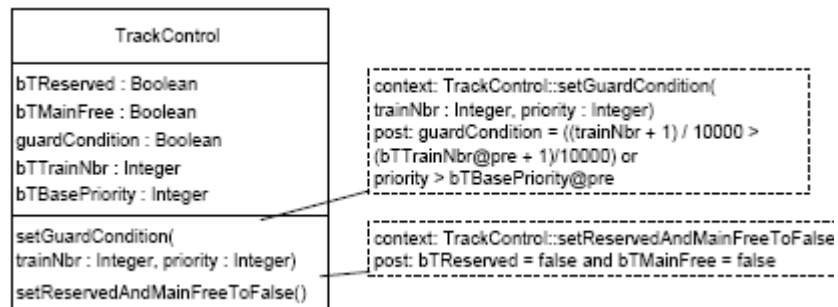 TrackControl
bTReserved : Boolean
bTMainFree : Boolean
guardCondition : Boolean
bTTrainNbr : Integer
bTBasePriority : Integer
setGuardCondition(
trainNbr : Integer, priority : Integer)
setReservedAndMainFreeToFalse()
context: TrackControl::setGuardCondition(
trainNbr : Integer, priority : Integer)
post: guardCondition = ((trainNbr + 1) / 10000 >
(bTTrainNbr@pre + 1)/10000) or
priority > bTBasePriority@pre
context: TrackControl::setReservedAndMainFreeToFalse
post: bTReserved = false and bTMainFree = false